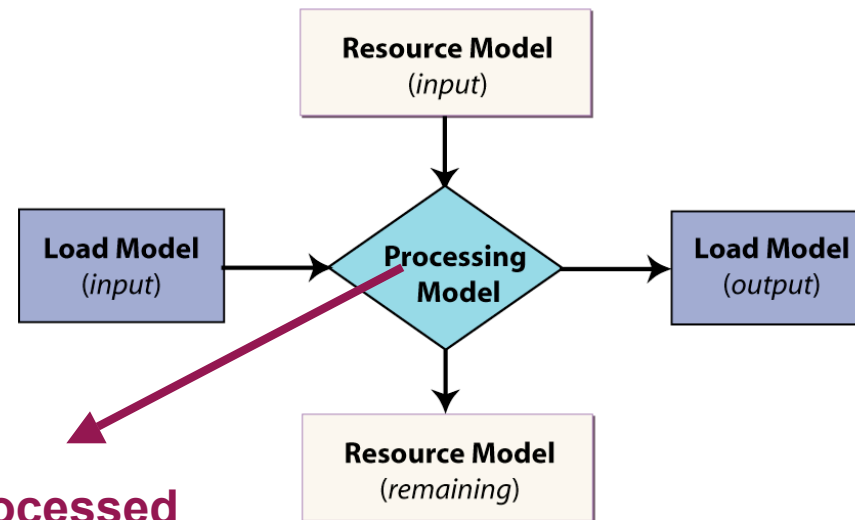 Resource Model
(input)
Load Model
(input)
Processing
Model
Load Model
(output)
Resource Model
(remaining)